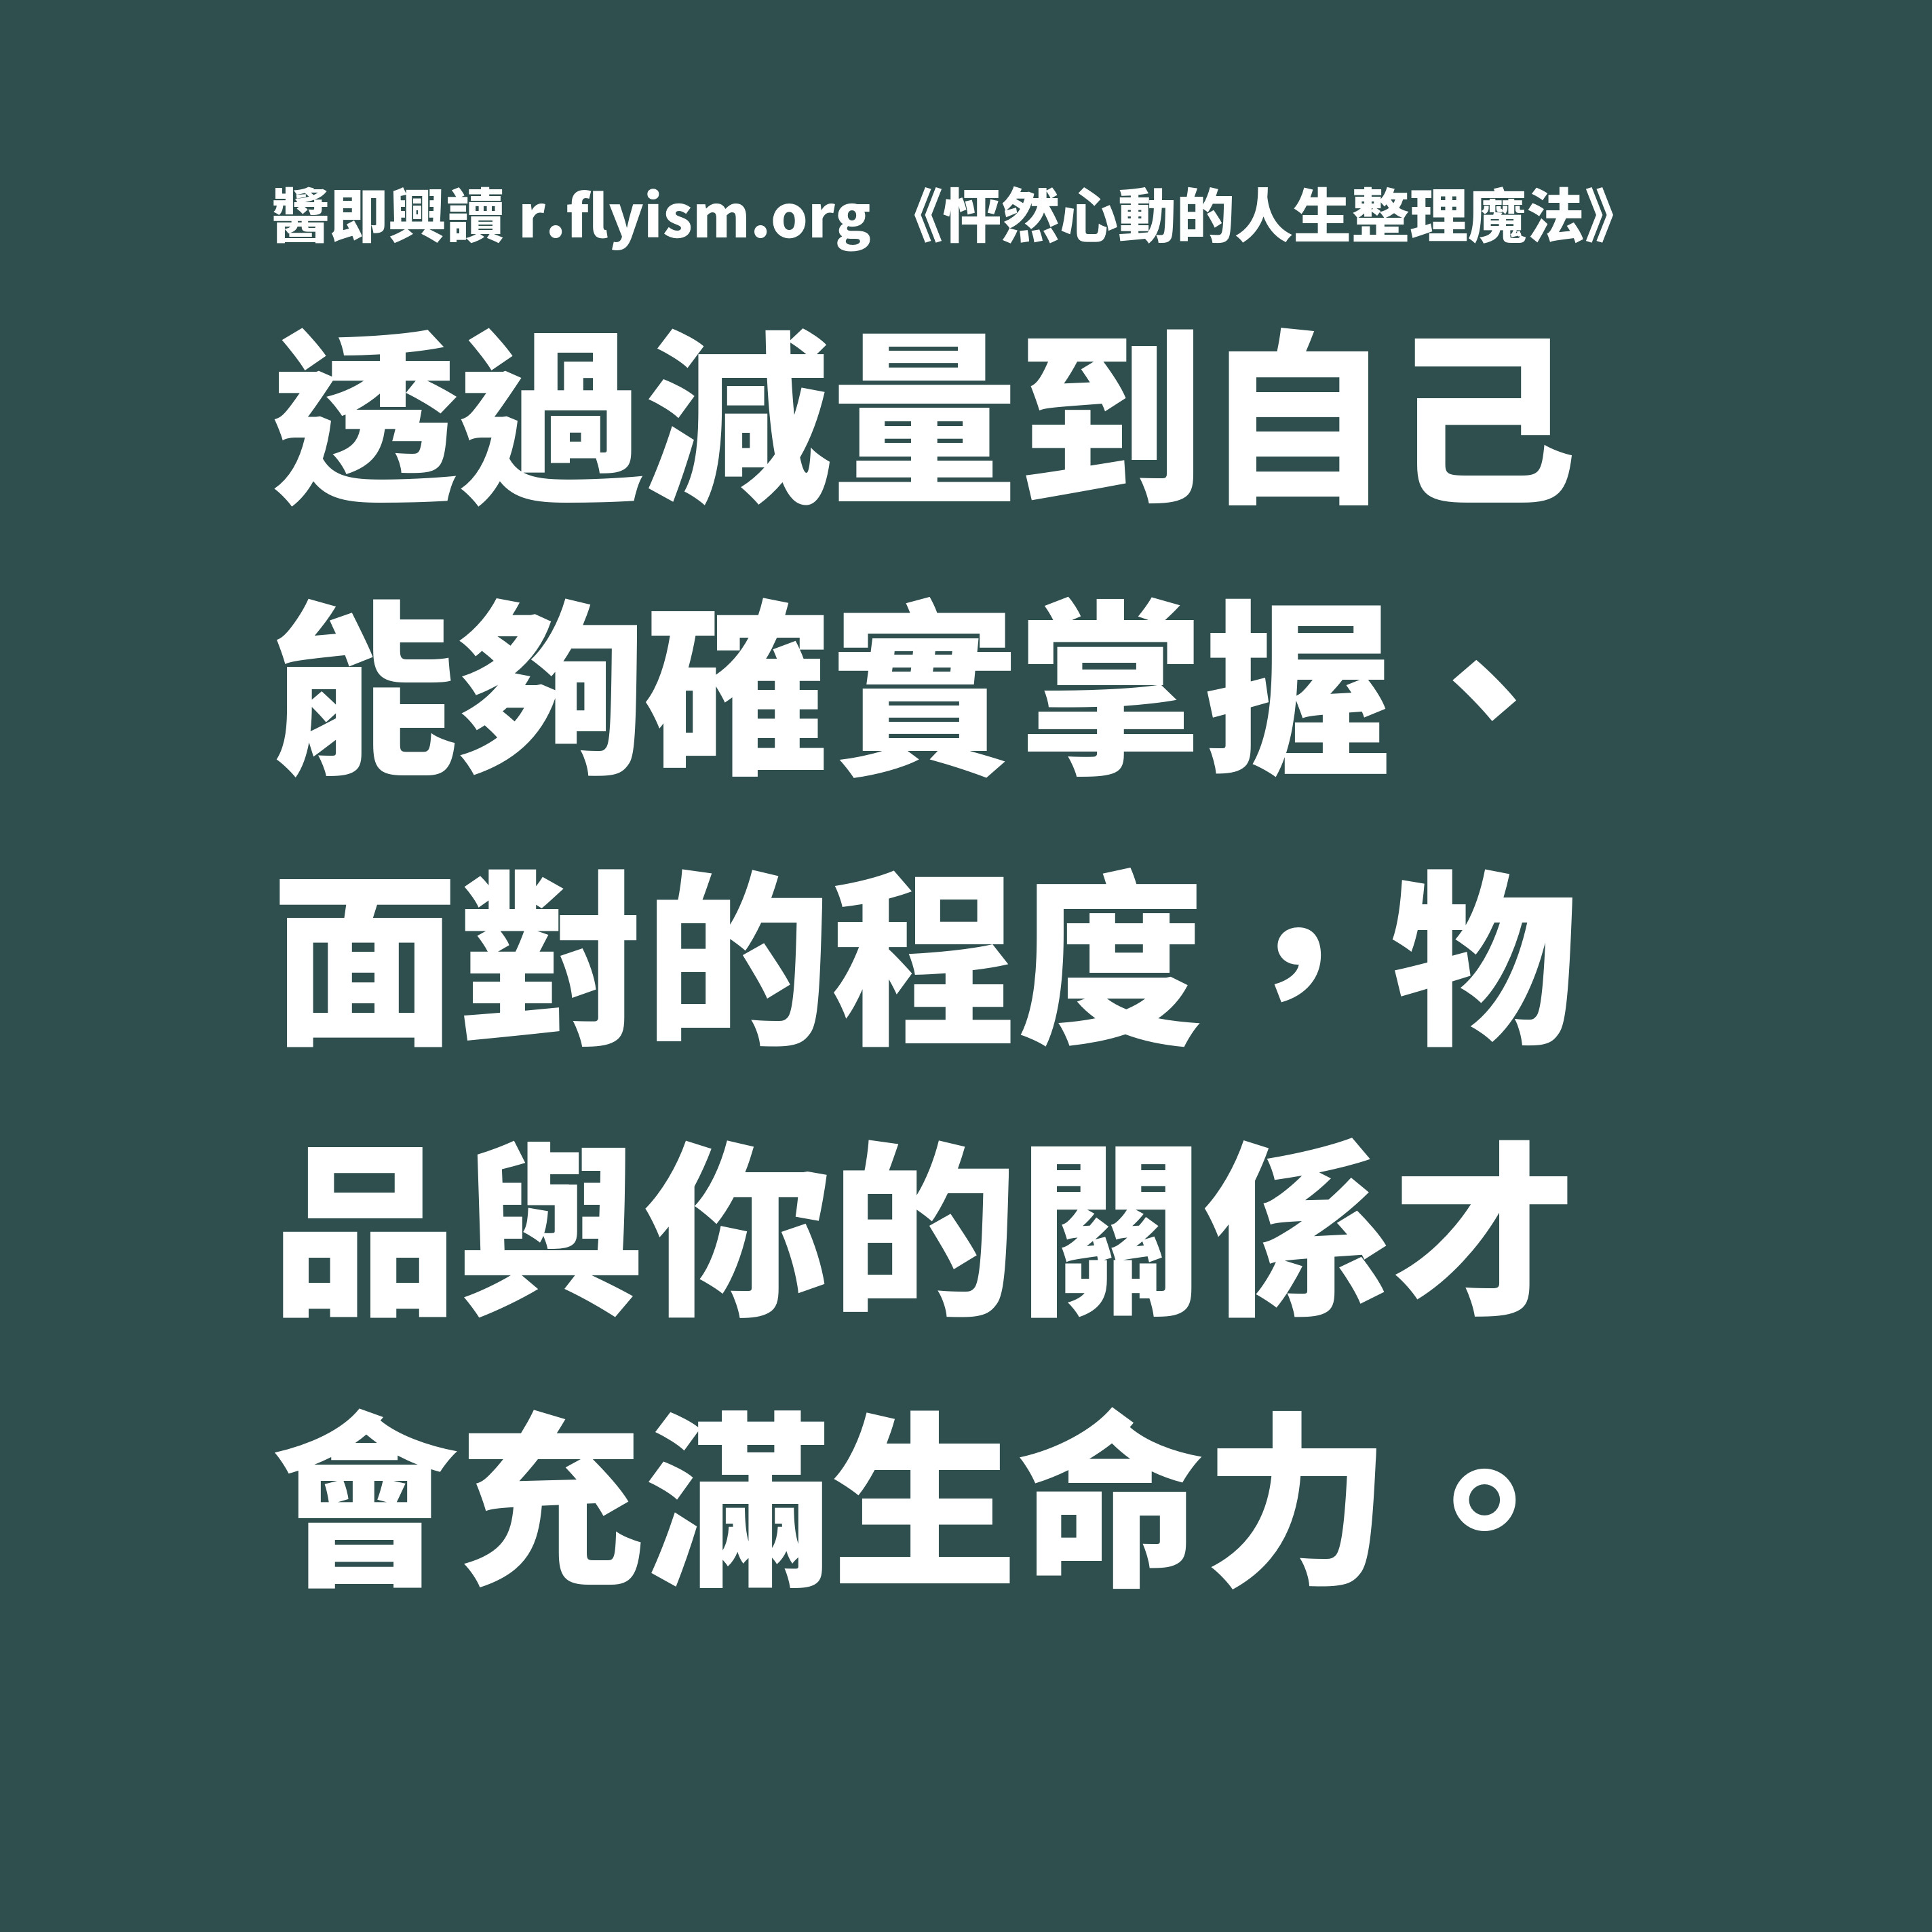 業即興讀 r.flyism.org 《怦然心動的人生整理魔法》
透過減量到自己
能夠確實掌握、
面對的程度，物
品與你的關係才
會充滿生命力。